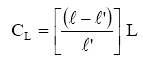 C_L = [ (ℓ - ℓ') / ℓ' ] L